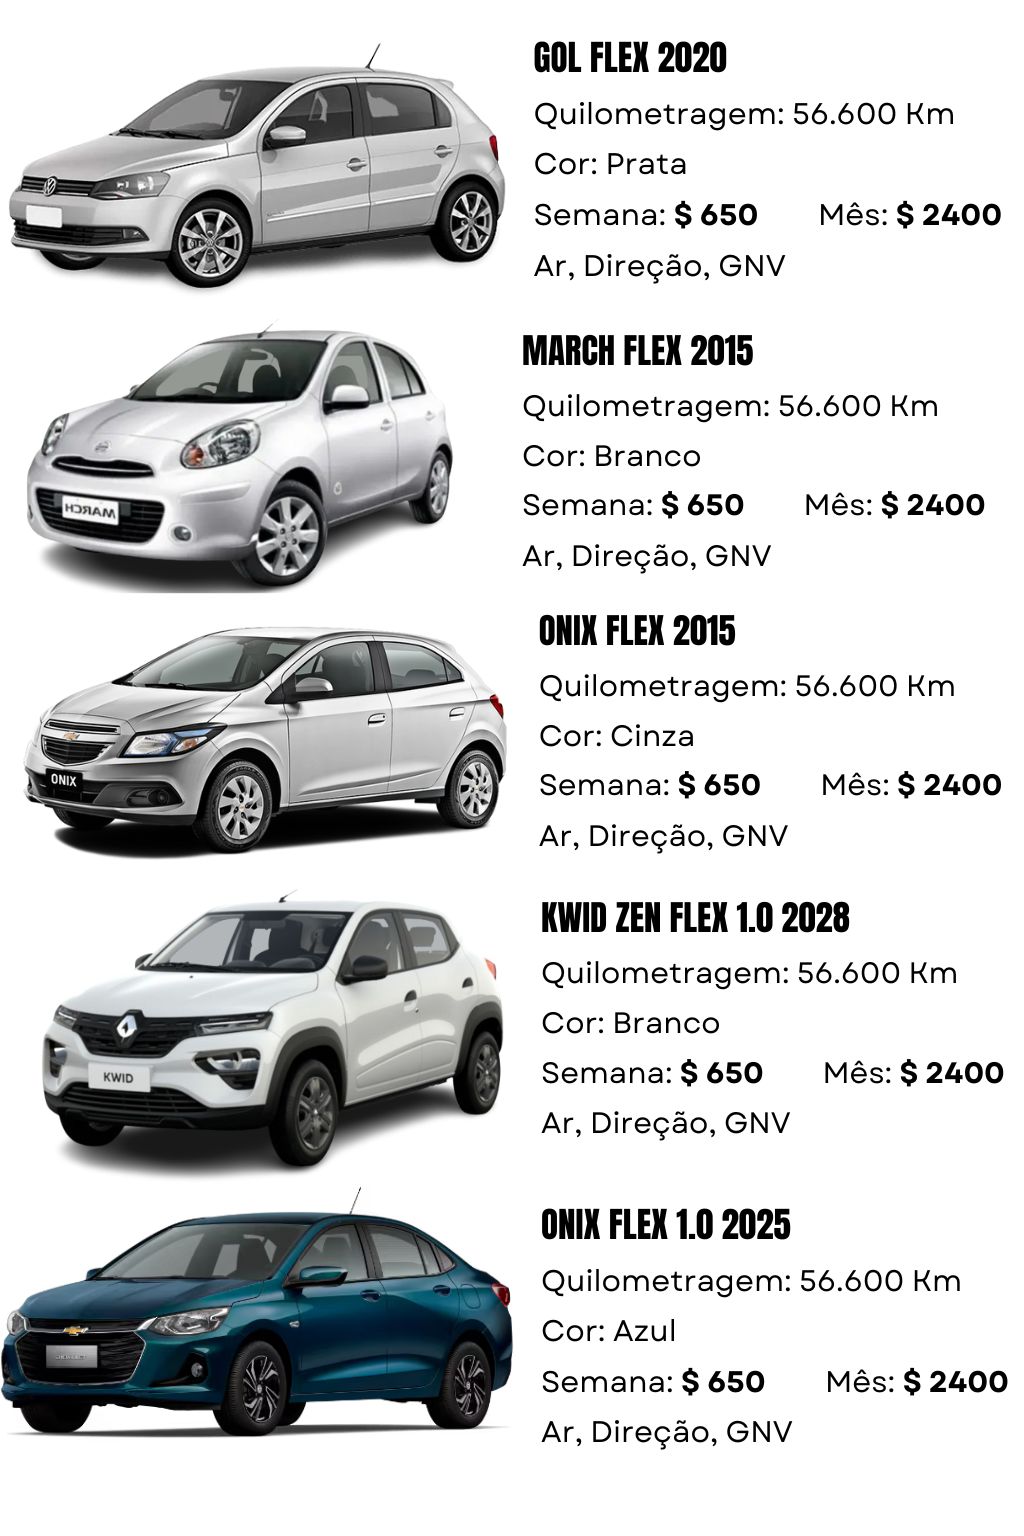 GOL FLEX 2020
Quilometragem: 56.600 Km
Cor: Prata
Semana: $ 650 Mês: $ 2400
Ar, Direção, GNV
MARCH FLEX 2015
Quilometragem: 56.600 Km
Cor: Branco
Semana: $ 650 Mês: $ 2400
Ar, Direção, GNV
MARCH
ONIX FLEX 2015
Quilometragem: 56.600 Km
Cor: Cinza
Semana: $ 650 Mês: $ 2400
Ar, Direção, GNV
ONIX
KWID ZEN FLEX 1.0 2028
Quilometragem: 56.600 Km
Cor: Branco
Semana: $ 650 Mês: $ 2400
Ar, Direção, GNV
KWID
ONIX FLEX 1.0 2025
Quilometragem: 56.600 Km
Cor: Azul
Semana: $ 650 Mês: $ 2400
Ar, Direção, GNV